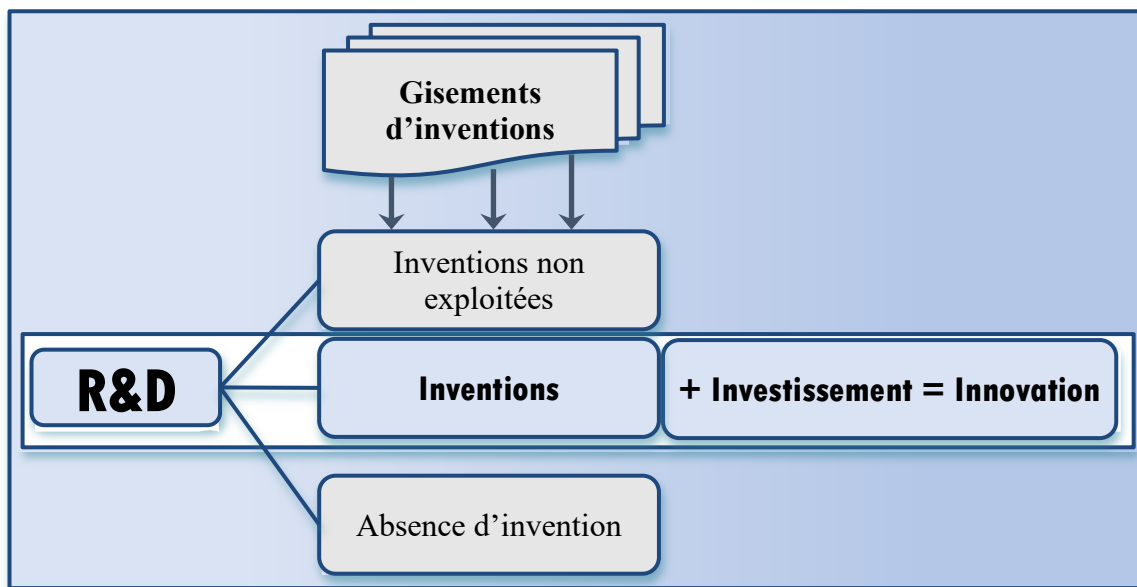 Gisements
d’inventions
Inventions non
exploitées
R&D
Inventions
+ Investissement = Innovation
Absence d’invention